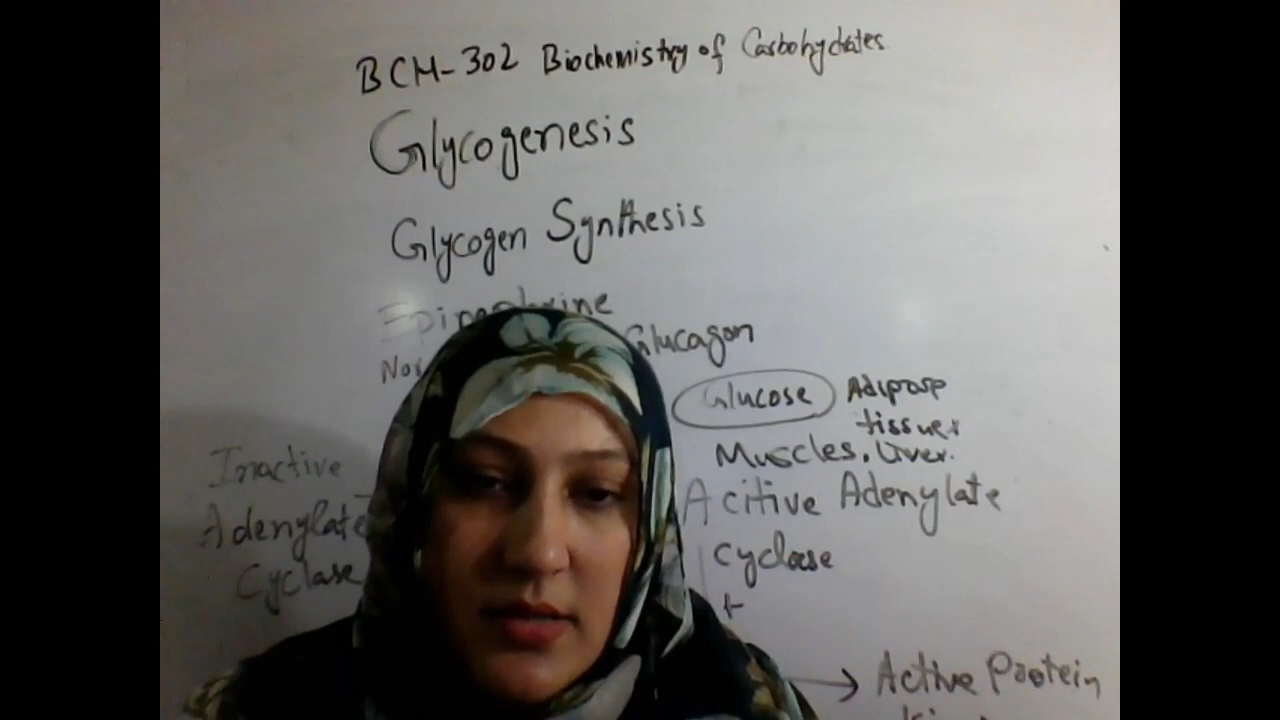 BCM-302 Biochemistry of Carbohydrates
Glycogenesis
Glycogen Synthesis
Glucagon
Glucose Adipose
tissues
Muscles, Liver.
Inactive
Adenylate
Cyclase
Acitive Adenylate
Cyclase
+
Active Protein